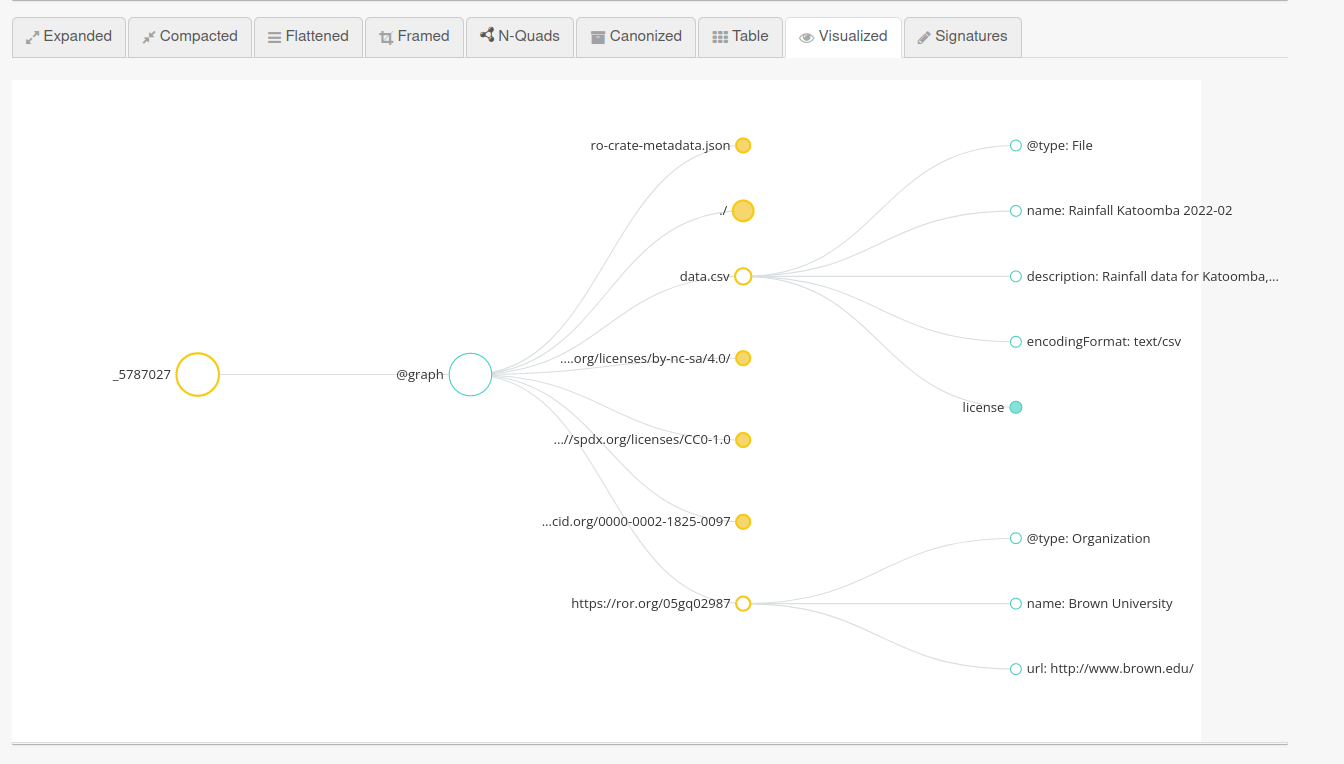 Expanded
Compacted
Flattened
Framed
N-Quads
Canonized
Table
Visualized
Signatures
_5787027
@graph
ro-crate-metadata.json
./
data.csv
....org/licenses/by-nc-sa/4.0/
...//spdx.org/licenses/CC0-1.0
...cid.org/0000-0002-1825-0097
https://ror.org/05gq02987
@type: File
name: Rainfall Katoomba 2022-02
description: Rainfall data for Katoomba,...
encodingFormat: text/csv
license
@type: Organization
name: Brown University
url: http://www.brown.edu/